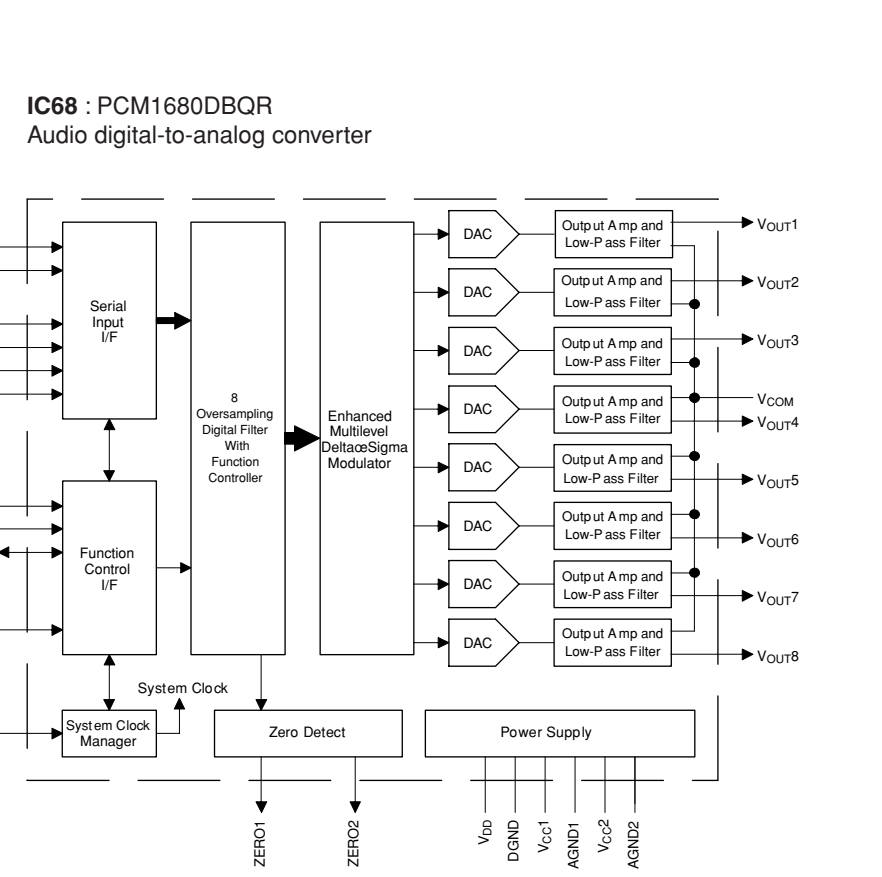 IC68 : PCM1680DBQR
Audio digital-to-analog converter
Serial
Input
I/F
Function
Control
I/F
System Clock
System Clock
Manager
8
Oversampling
Digital Filter
With
Function
Controller
Enhanced
Multilevel
DeltaœSigma
Modulator
DAC
Output Amp and
Low-Pass Filter
VOUT1
DAC
Output Amp and
Low-Pass Filter
VOUT2
DAC
Output Amp and
Low-Pass Filter
VOUT3
DAC
Output Amp and
Low-Pass Filter
VCOM
VOUT4
DAC
Output Amp and
Low-Pass Filter
VOUT5
DAC
Output Amp and
Low-Pass Filter
VOUT6
DAC
Output Amp and
Low-Pass Filter
VOUT7
DAC
Output Amp and
Low-Pass Filter
VOUT8
Zero Detect
Power Supply
ZERO1
ZERO2
VDD
DGND
VCC1
AGND1
VCC2
AGND2